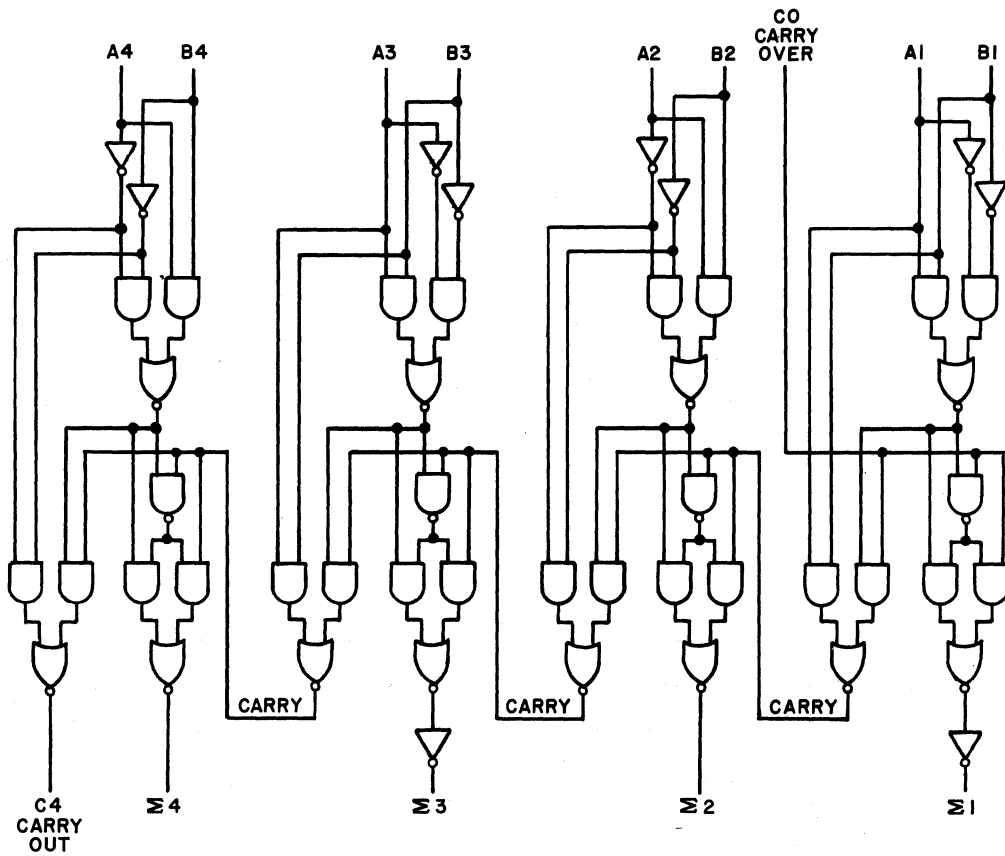 CO
CARRY
OVER
A4 B4 A3 B3 A2 B2 A1 B1
CARRY CARRY CARRY
C4
CARRY
OUT
Σ4 Σ3 Σ2 Σ1